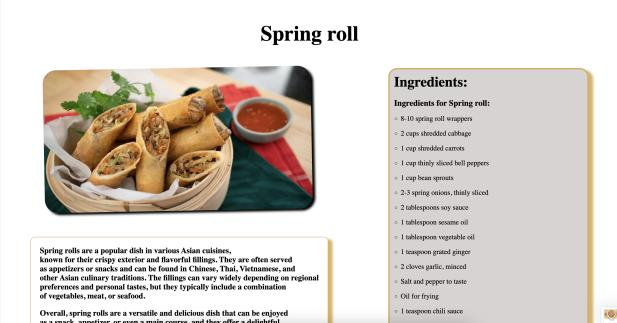 Spring roll
Ingredients:
Ingredients for Spring roll:
8-10 spring roll wrappers
2 cups shredded cabbage
1 cup shredded carrots
1 cup thinly sliced bell peppers
1 cup bean sprouts
2-3 spring onions, thinly sliced
2 tablespoons soy sauce
1 tablespoon sesame oil
1 tablespoon vegetable oil
1 teaspoon grated ginger
2 cloves garlic, minced
Salt and pepper to taste
Oil for frying
1 teaspoon chili sauce
Spring rolls are a popular dish in various Asian cuisines,
known for their crispy exterior and flavorful fillings. They are often served
as appetizers or snacks and can be found in Chinese, Thai, Vietnamese, and
other Asian culinary traditions. The fillings can vary widely depending on regional
preferences and personal tastes, but they typically include a combination
of vegetables, meat, or seafood.
Overall, spring rolls are a versatile and delicious dish that can be enjoyed
as a snack, appetizer, or even a main course, and they offer a delightful